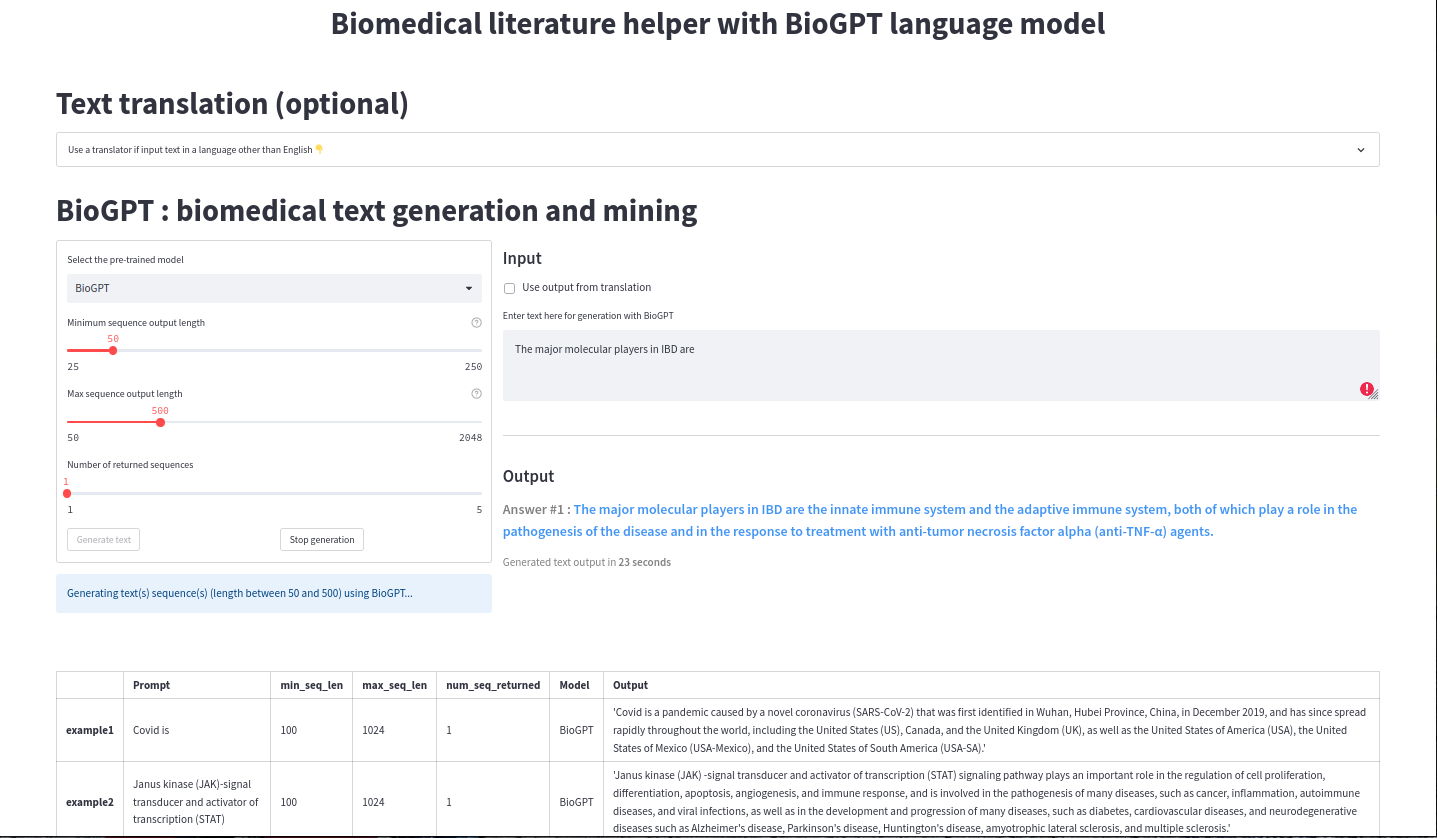 Biomedical literature helper with BioGPT language model
Text translation (optional)
Use a translator if input text in a language other than English 👇
BioGPT : biomedical text generation and mining
Select the pre-trained model
BioGPT
Minimum sequence output length
50
25 250
Max sequence output length
500
50 2048
Number of returned sequences
1
1 5
Generate text Stop generation
Generating text(s) sequence(s) (length between 50 and 500) using BioGPT...
Input
Use output from translation
Enter text here for generation with BioGPT
The major molecular players in IBD are
Output
Answer #1 : The major molecular players in IBD are the innate immune system and the adaptive immune system, both of which play a role in the
pathogenesis of the disease and in the response to treatment with anti-tumor necrosis factor alpha (anti-TNF-α) agents.
Generated text output in 23 seconds
Prompt min_seq_len max_seq_len num_seq_returned Model Output
example1 Covid is 100 1024 1 BioGPT
'Covid is a pandemic caused by a novel coronavirus (SARS-CoV-2) that was first identified in Wuhan, Hubei Province, China, in December 2019, and has since spread
rapidly throughout the world, including the United States (US), Canada, and the United Kingdom (UK), as well as the United States of America (USA), the United
States of Mexico (USA-Mexico), and the United States of South America (USA-SA).'
example2
Janus kinase (JAK)-signal
transducer and activator of
transcription (STAT)
100 1024 1 BioGPT
'Janus kinase (JAK) -signal transducer and activator of transcription (STAT) signaling pathway plays an important role in the regulation of cell proliferation,
differentiation, apoptosis, angiogenesis, and immune response, and is involved in the pathogenesis of many diseases, such as cancer, inflammation, autoimmune
diseases, and viral infections, as well as in the development and progression of many diseases, such as diabetes, cardiovascular diseases, and neurodegenerative
diseases such as Alzheimer's disease, Parkinson's disease, Huntington's disease, amyotrophic lateral sclerosis, and multiple sclerosis.'